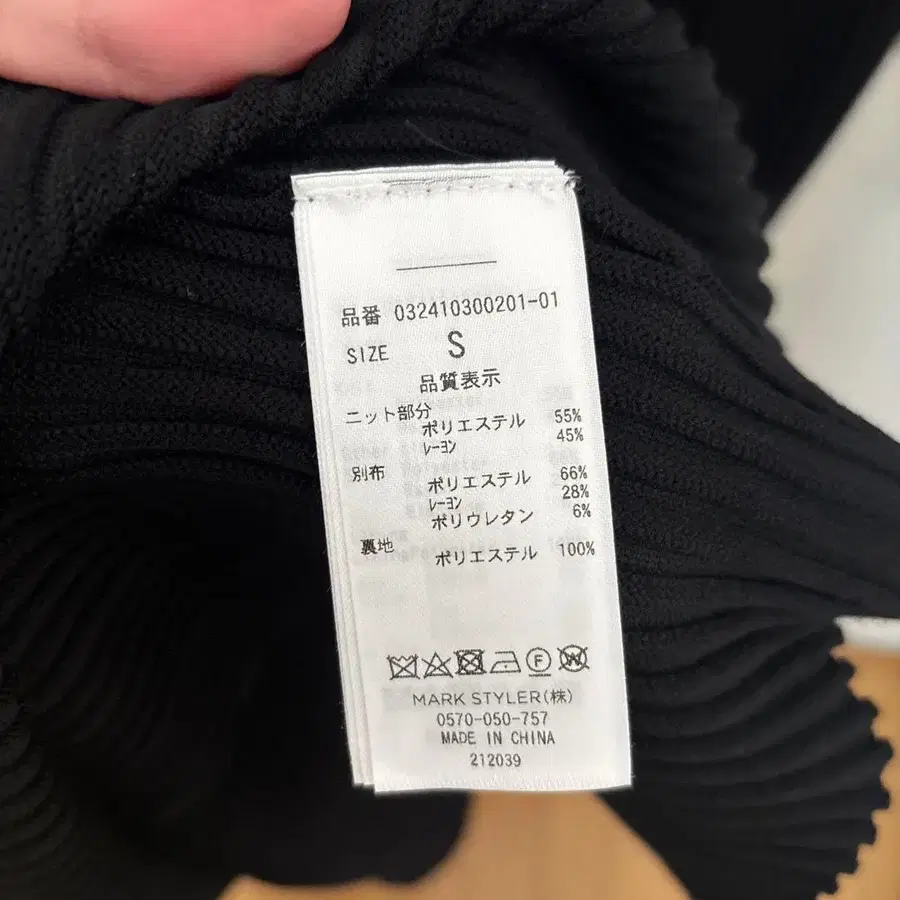 品番 032410300201-01
SIZE S
品質表示
ニット部分
ポリエステル 55%
レーヨン 45%
別布
ポリエステル 66%
レーヨン 28%
ポリウレタン 6%
裏地
ポリエステル 100%
F W
MARK STYLER(株)
0570-050-757
MADE IN CHINA
212039